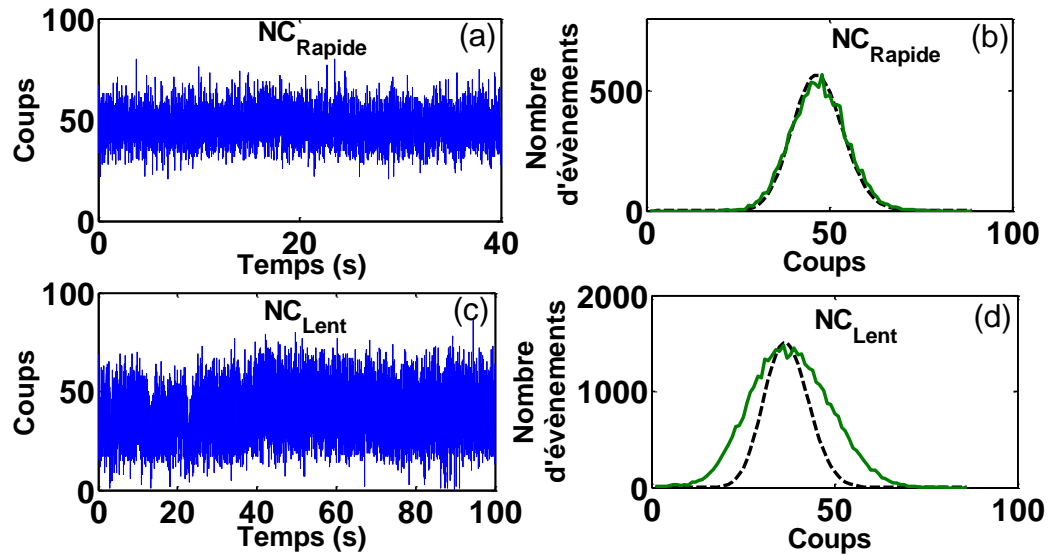 100
50
0
Coups
NC_Rapide
(a)
0
20
40
Temps (s)
Nombre
d'évènements
500
0
NC_Rapide
(b)
0
50
100
Coups
100
50
0
Coups
NC_Lent
(c)
0
20
40
60
80
100
Temps (s)
Nombre
d'évènements
2000
1000
0
NC_Lent
(d)
0
50
100
Coups